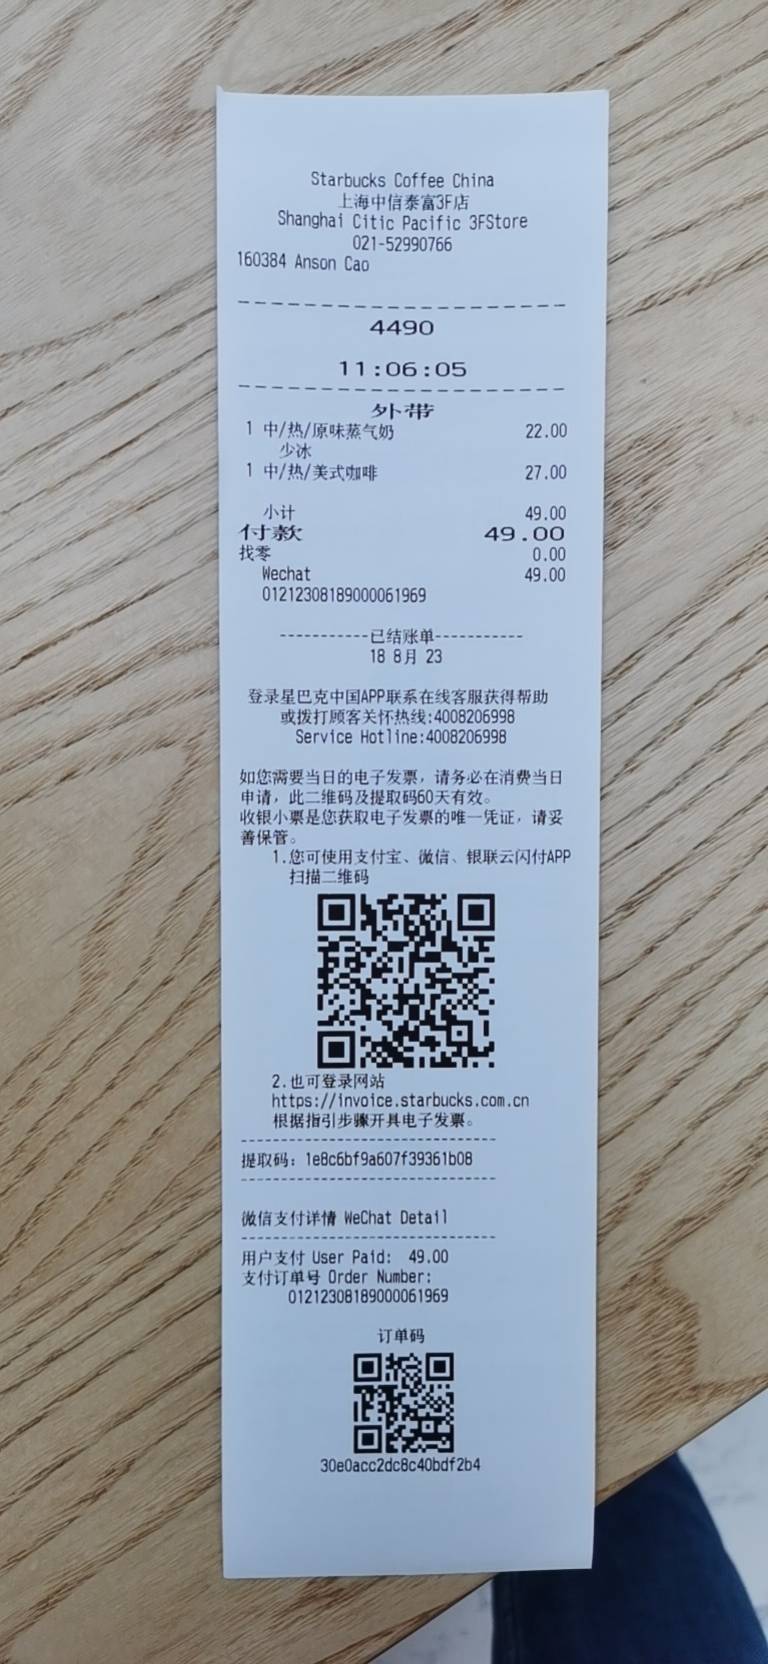 Starbucks Coffee China
上海中信泰富3F店
Shanghai Citic Pacific 3FStore
021-52990766
160384 Anson Cao
4490
11:06:05
外带
1 中/热/原味蒸气奶 22.00
少冰
1 中/热/美式咖啡 27.00
小计 49.00
付款 49.00
找零 0.00
Wechat 49.00
01212308189000061969
-----------已结账单-----------
18 8月 23
登录星巴克中国APP联系在线客服获得帮助
或拨打顾客关怀热线:4008206998
Service Hotline:4008206998
如您需要当日的电子发票，请务必在消费当日
申请，此二维码及提取码60天有效。
收银小票是您获取电子发票的唯一凭证，请妥
善保管。
1.您可使用支付宝、微信、银联云闪付APP
扫描二维码
2.也可登录网站
https://invoice.starbucks.com.cn
根据指引步骤开具电子发票。
提取码：1e8c6bf9a607f39361b08
微信支付详情 WeChat Detail
用户支付 User Paid: 49.00
支付订单号 Order Number:
01212308189000061969
订单码
30e0acc2dc8c40bdf2b4